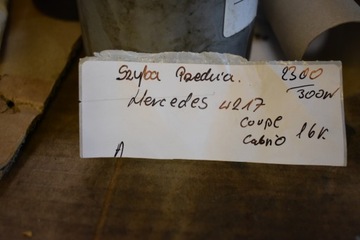 Szyba Przednia. 2300
300W
Mercedes W217
coupe
cabrio 16r.
A